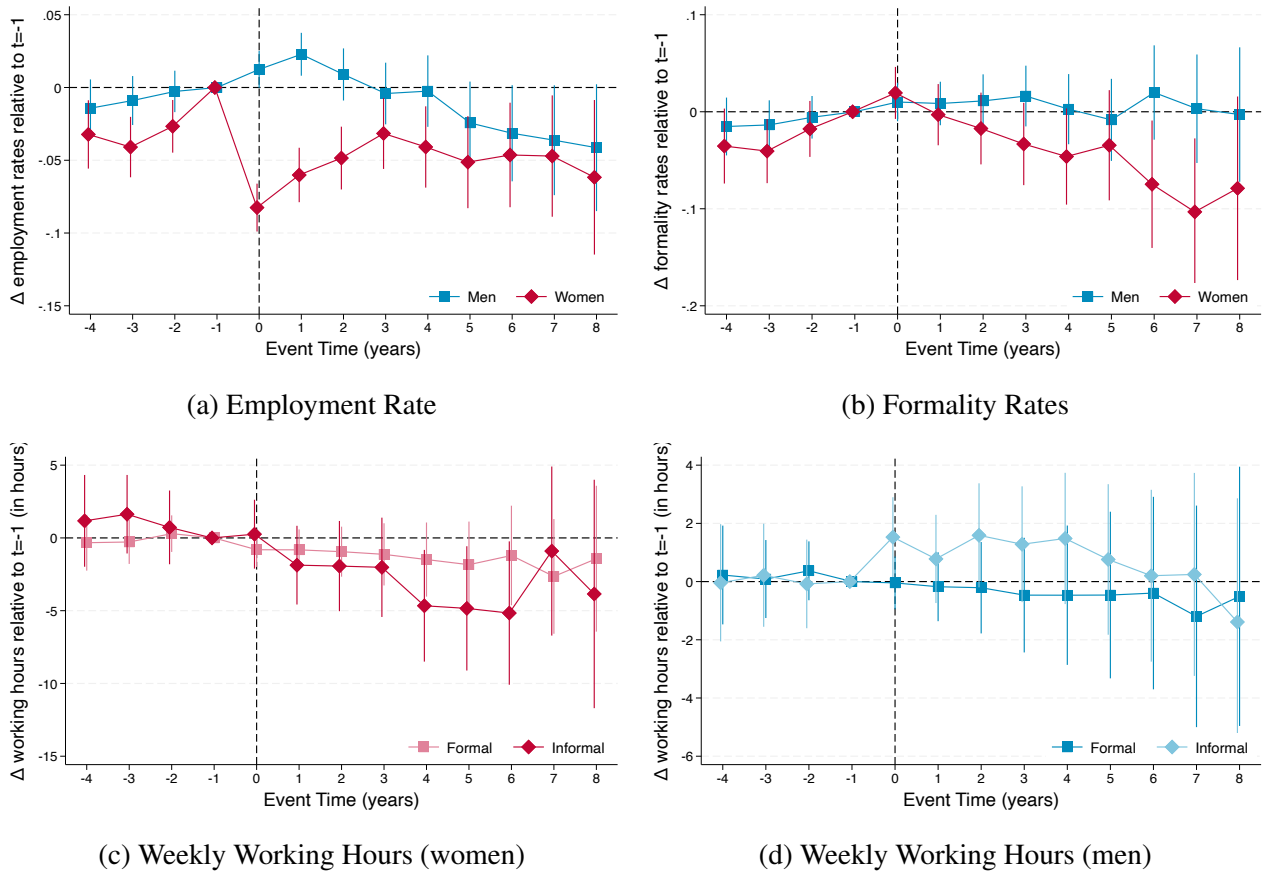 Δ employment rates relative to t=-1
.05
0
-.05
-.1
-.15
-4 -3 -2 -1 0 1 2 3 4 5 6 7 8
Event Time (years)
Men Women
(a) Employment Rate
Δ formality rates relative to t=-1
.1
0
-.1
-.2
-4 -3 -2 -1 0 1 2 3 4 5 6 7 8
Event Time (years)
Men Women
(b) Formality Rates
Δ working hours relative to t=-1 (in hours)
5
0
-5
-10
-15
-4 -3 -2 -1 0 1 2 3 4 5 6 7 8
Event Time (years)
Formal Informal
(c) Weekly Working Hours (women)
Δ working hours relative to t=-1 (in hours)
4
2
0
-2
-4
-6
-4 -3 -2 -1 0 1 2 3 4 5 6 7 8
Event Time (years)
Formal Informal
(d) Weekly Working Hours (men)